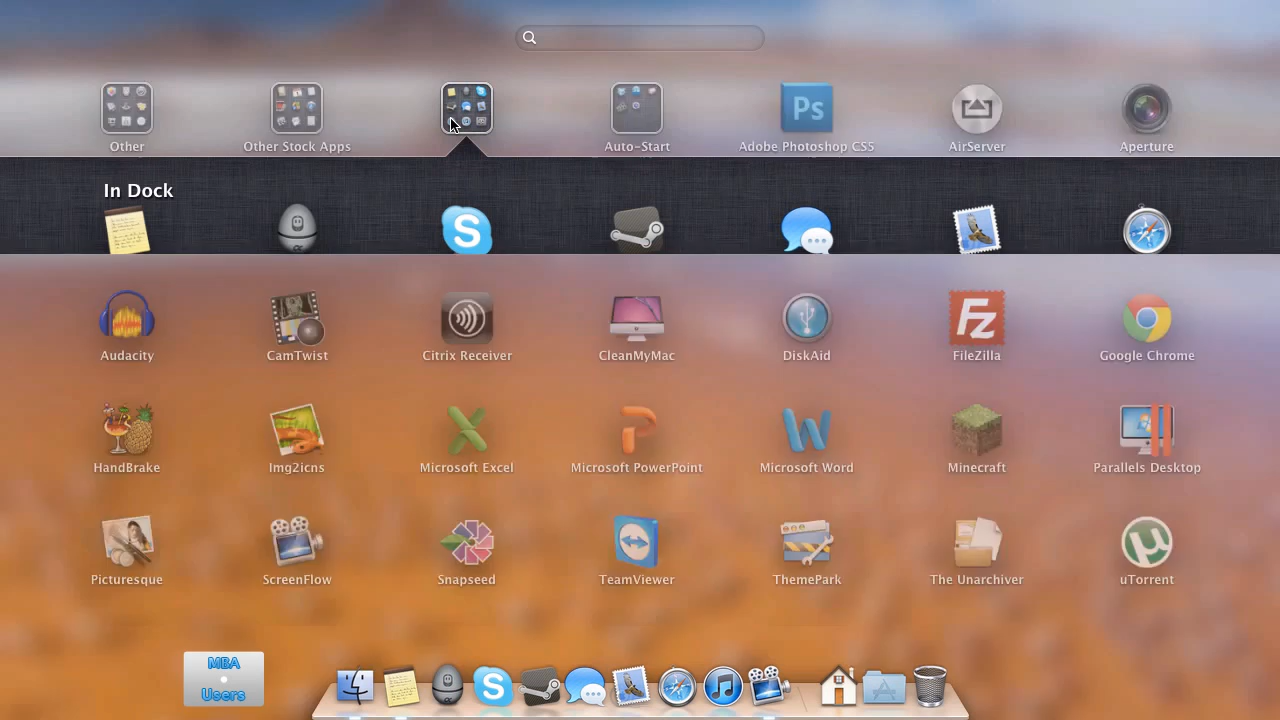 Other
Other Stock Apps
Auto-Start
Ps
Adobe Photoshop CS5
AirServer
Aperture
In Dock
S
Fz
Audacity
CamTwist
Citrix Receiver
CleanMyMac
DiskAid
FileZilla
Google Chrome
HandBrake
Img2icns
Microsoft Excel
Microsoft PowerPoint
Microsoft Word
Minecraft
Parallels Desktop
µ
Picturesque
ScreenFlow
Snapseed
TeamViewer
ThemePark
The Unarchiver
uTorrent
MBA
Users
S